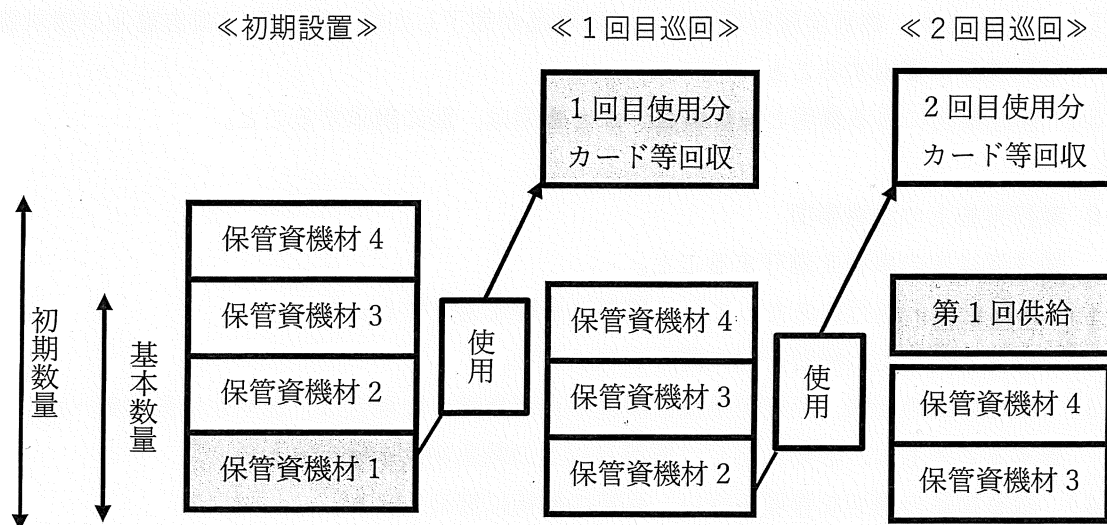 ≪初期設置≫
≪1回目巡回≫
≪2回目巡回≫
1回目使用分
カード等回収
2回目使用分
カード等回収
初期数量
基本数量
保管資機材4
保管資機材3
保管資機材2
保管資機材1
使用
保管資機材4
保管資機材3
保管資機材2
使用
第1回供給
保管資機材4
保管資機材3